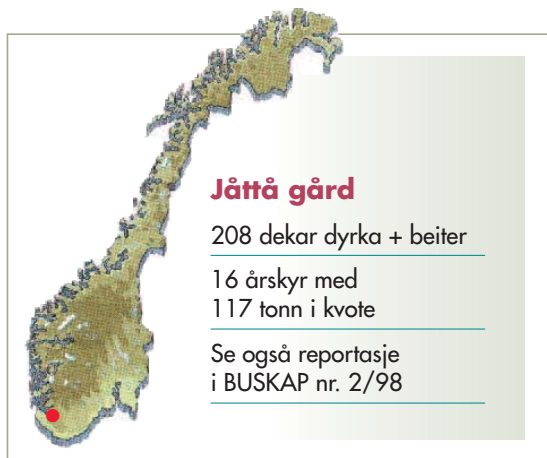 Jåttå gård
208 dekar dyrka + beiter
16 årskyr med
117 tonn i kvote
Se også reportasje
i BUSKAP nr. 2/98